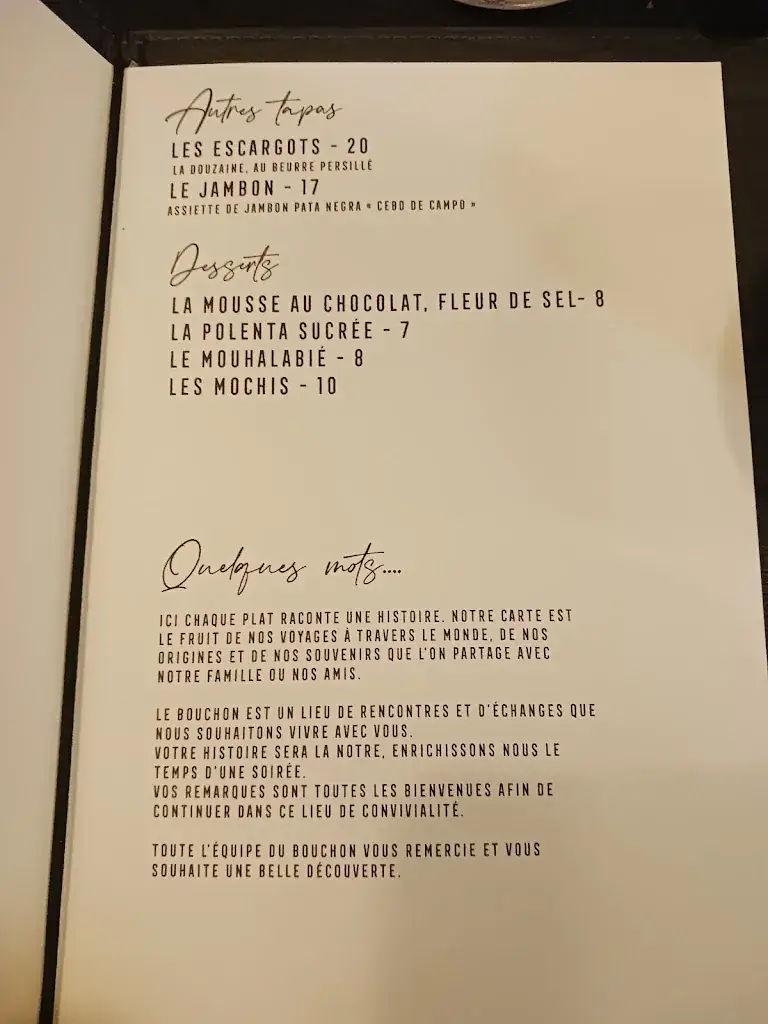 Autres tapas
LES ESCARGOTS - 20
LA DOUZAINE, AU BEURRE PERSILLÉ
LE JAMBON - 17
ASSIETTE DE JAMBON PATA NEGRA « CEBO DE CAMPO »
Desserts
LA MOUSSE AU CHOCOLAT, FLEUR DE SEL- 8
LA POLENTA SUCRÉE - 7
LE MOUHALABIÉ - 8
LES MOCHIS - 10
Quelques mots....
ICI CHAQUE PLAT RACONTE UNE HISTOIRE. NOTRE CARTE EST
LE FRUIT DE NOS VOYAGES À TRAVERS LE MONDE, DE NOS
ORIGINES ET DE NOS SOUVENIRS QUE L'ON PARTAGE AVEC
NOTRE FAMILLE OU NOS AMIS.
LE BOUCHON EST UN LIEU DE RENCONTRES ET D'ÉCHANGES QUE
NOUS SOUHAITONS VIVRE AVEC VOUS.
VOTRE HISTOIRE SERA LA NOTRE, ENRICHISSONS NOUS LE
TEMPS D'UNE SOIRÉE.
VOS REMARQUES SONT TOUTES LES BIENVENUES AFIN DE
CONTINUER DANS CE LIEU DE CONVIVIALITÉ.
TOUTE L'ÉQUIPE DU BOUCHON VOUS REMERCIE ET VOUS
SOUHAITE UNE BELLE DÉCOUVERTE.